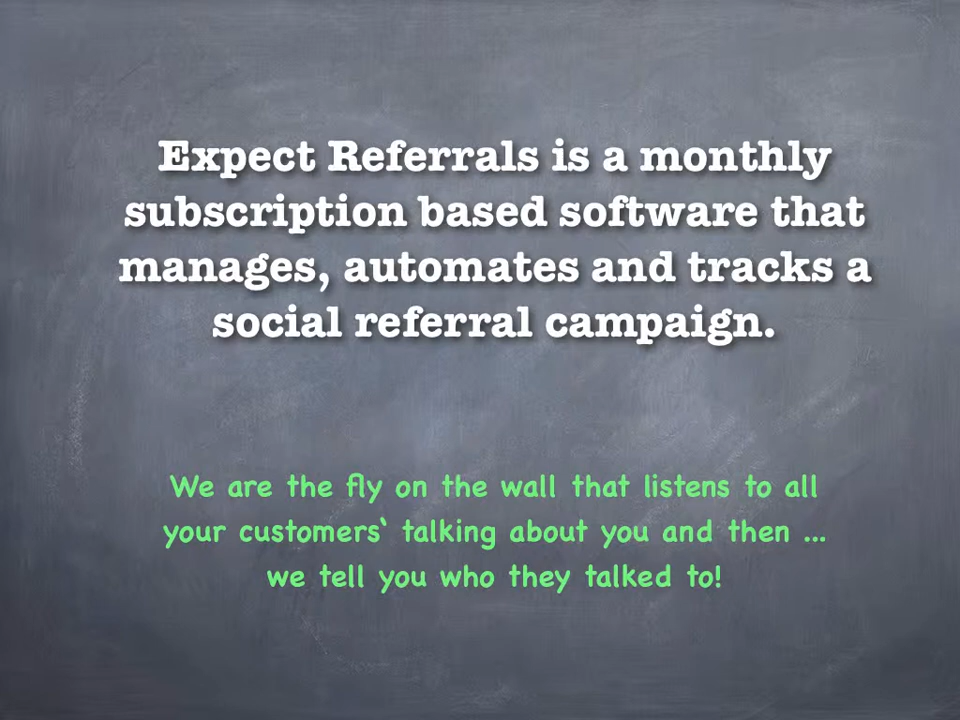 Expect Referrals is a monthly
subscription based software that
manages, automates and tracks a
social referral campaign.
We are the fly on the wall that listens to all
your customers‘ talking about you and then ...
we tell you who they talked to!